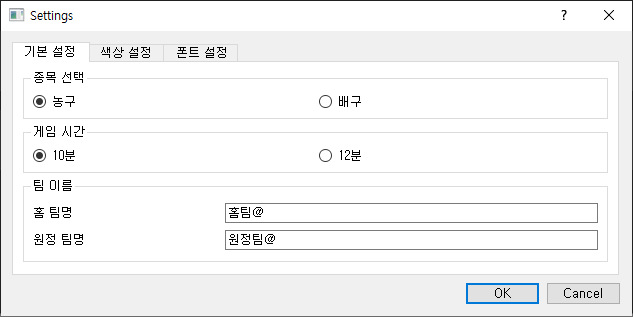 Settings
기본 설정 색상 설정 폰트 설정
종목 선택
농구 배구
게임 시간
10분 12분
팀 이름
홈 팀명 홈팀@
원정 팀명 원정팀@
OK Cancel